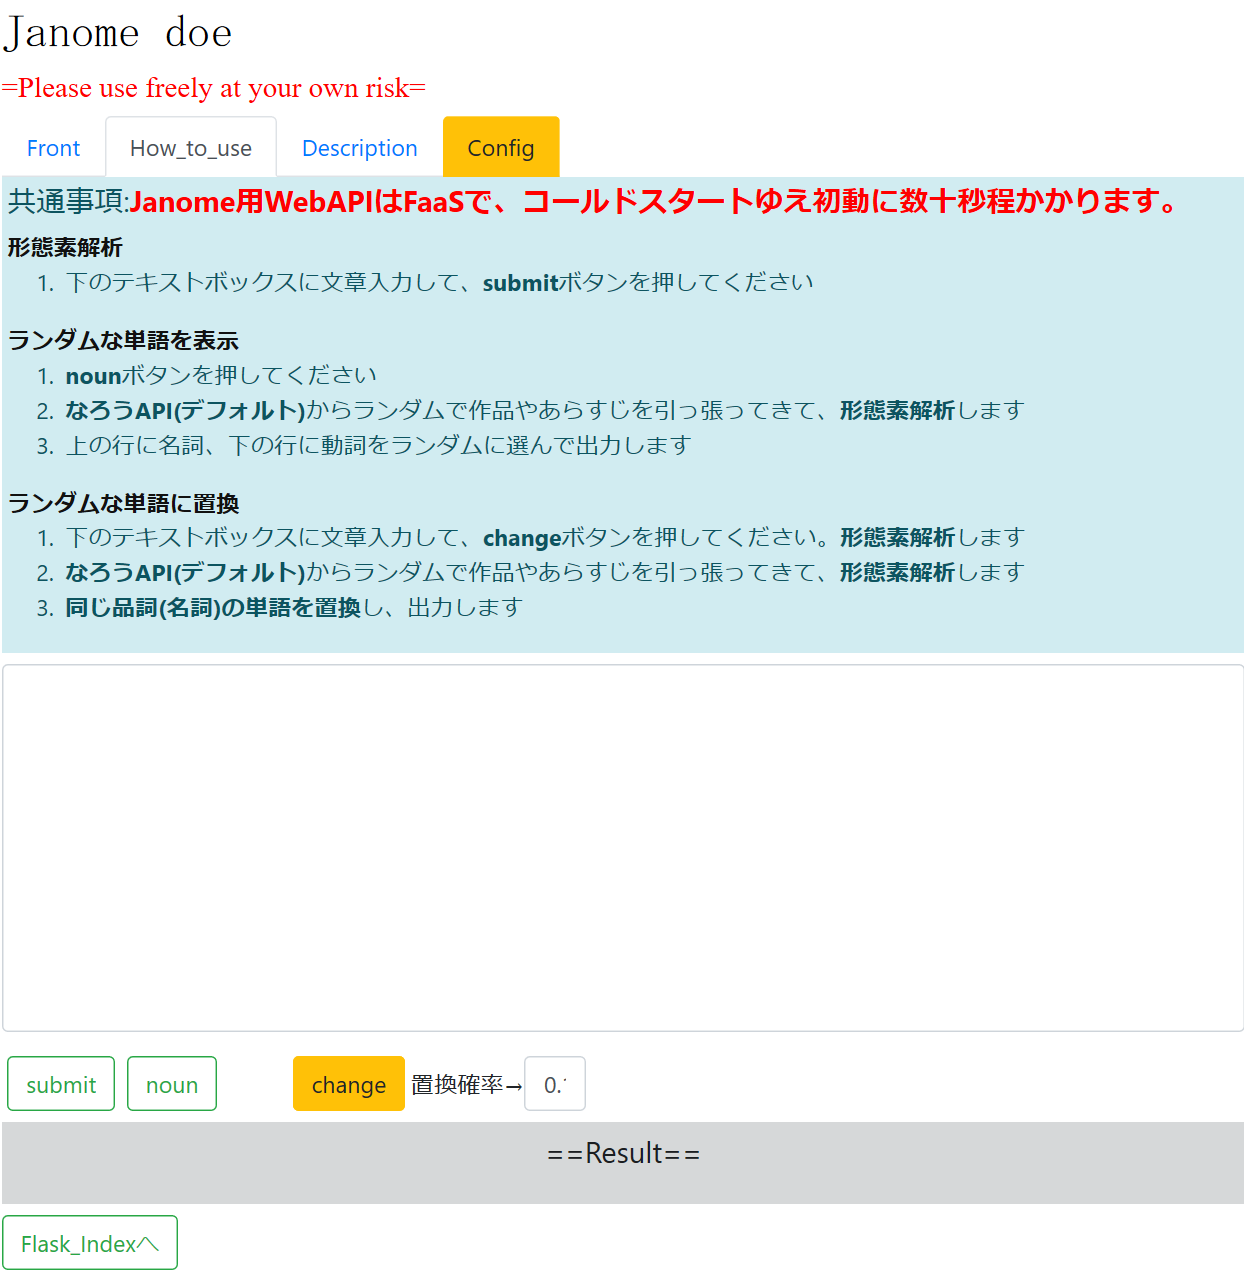 Janome doe
=Please use freely at your own risk=
Front How_to_use Description Config
共通事項:Janome用WebAPIはFaaSで、コールドスタートゆえ初動に数十秒程かかります。
形態素解析
1. 下のテキストボックスに文章入力して、submitボタンを押してください
ランダムな単語を表示
1. nounボタンを押してください
2. なろうAPI(デフォルト)からランダムで作品やあらすじを引っ張ってきて、形態素解析します
3. 上の行に名詞、下の行に動詞をランダムに選んで出力します
ランダムな単語に置換
1. 下のテキストボックスに文章入力して、changeボタンを押してください。形態素解析します
2. なろうAPI(デフォルト)からランダムで作品やあらすじを引っ張ってきて、形態素解析します
3. 同じ品詞(名詞)の単語を置換し、出力します
submit noun change 置換確率→
==Result==
Flask_Indexへ